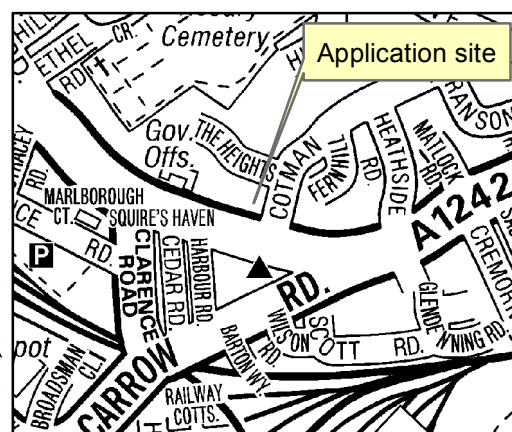 Cemetery
Application site
ETHEL
RD.
CR.
Gov.
Offs.
THE HEIGHTS
COTMAN
FERNHILL
RD.
HEATHSIDE
MATLOCK
RD.
A1242
RD.
MARLBOROUGH
CT.
SQUIRE'S HAVEN
P
RD.
CLARENCE
ROAD
CEDAR RD.
HARBOUR RD.
RD.
WILSON
RD.
SCOTT
RD.
GLENDENNING RD.
BARTON WY.
BROADSMAN
CL.
CARROW
RAILWAY
COTTS.